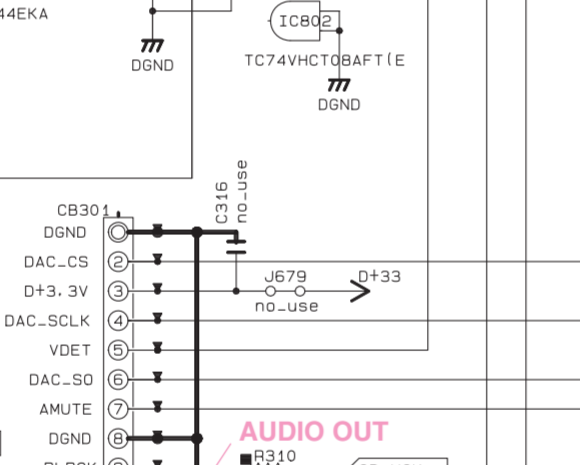 44EKA
IC802
DGND
TC74VHCT08AFT(E
DGND
C316
no_use
CB301
DGND
DAC_CS 2
D+3.3V 3
J679
no_use
D+33
DAC_SCLK 4
VDET 5
DAC_SO 6
AMUTE 7
AUDIO OUT
DGND 8
R310